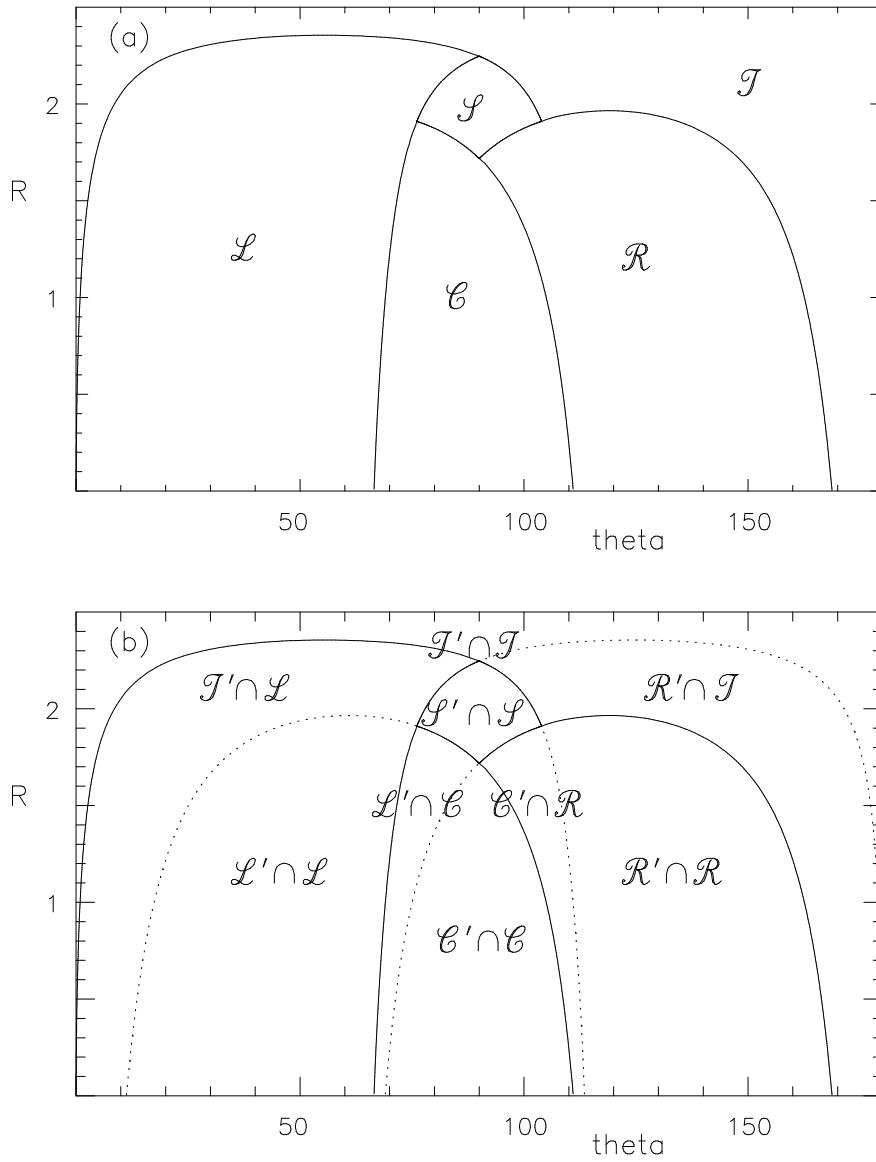 (a)
𝒯
2
𝒮
R
ℒ
ℛ
𝒞
1
50 100 150
theta
(b)
𝒯′∩𝒯
𝒯′∩ℒ ℛ′∩𝒯
2
𝒮′∩𝒮
R
ℒ′∩𝒞 𝒞′∩ℛ
ℒ′∩ℒ ℛ′∩ℛ
1
𝒞′∩𝒞
50 100 150
theta